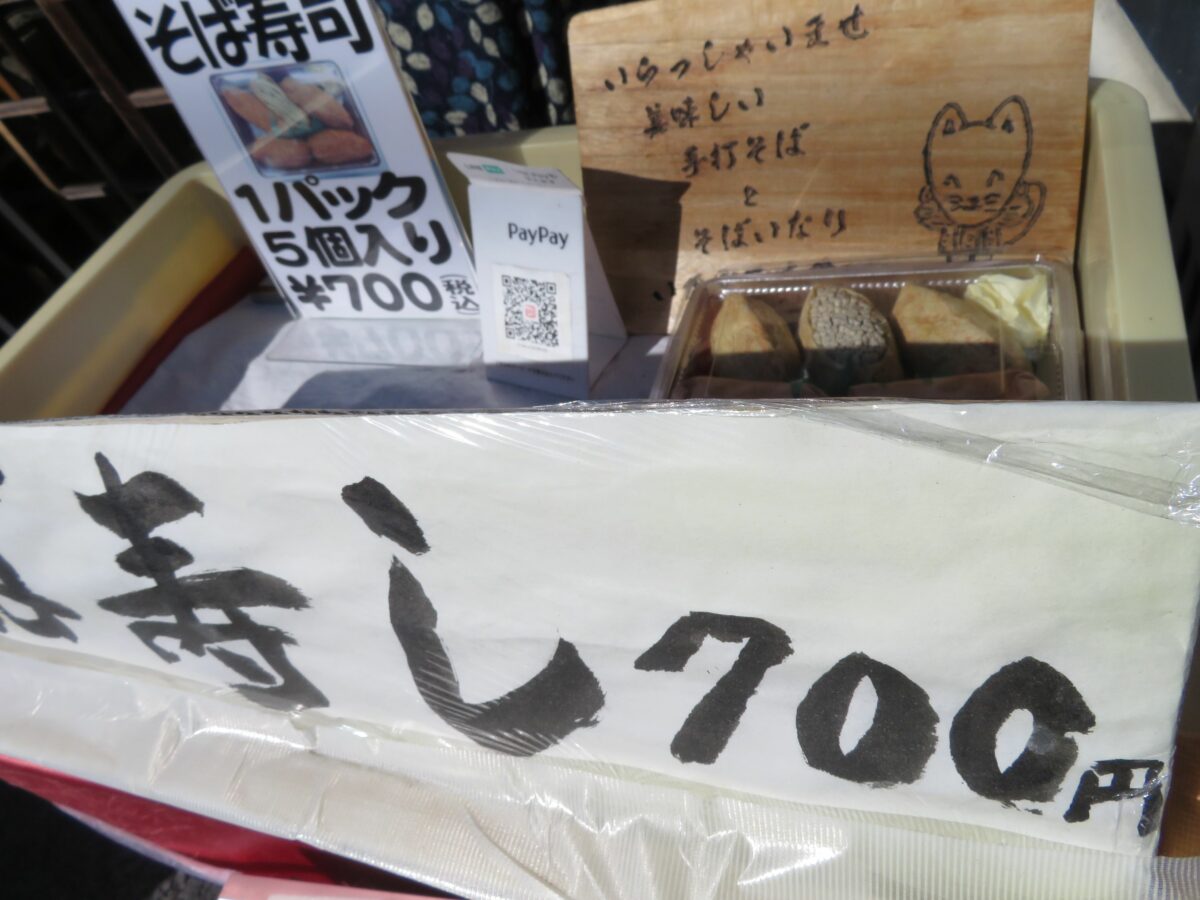 そば寿司
1パック
5個入り
¥700(税込)
PayPay
いらっしゃいませ
美味しい
手打そば
と
そばいなり
寿し700円